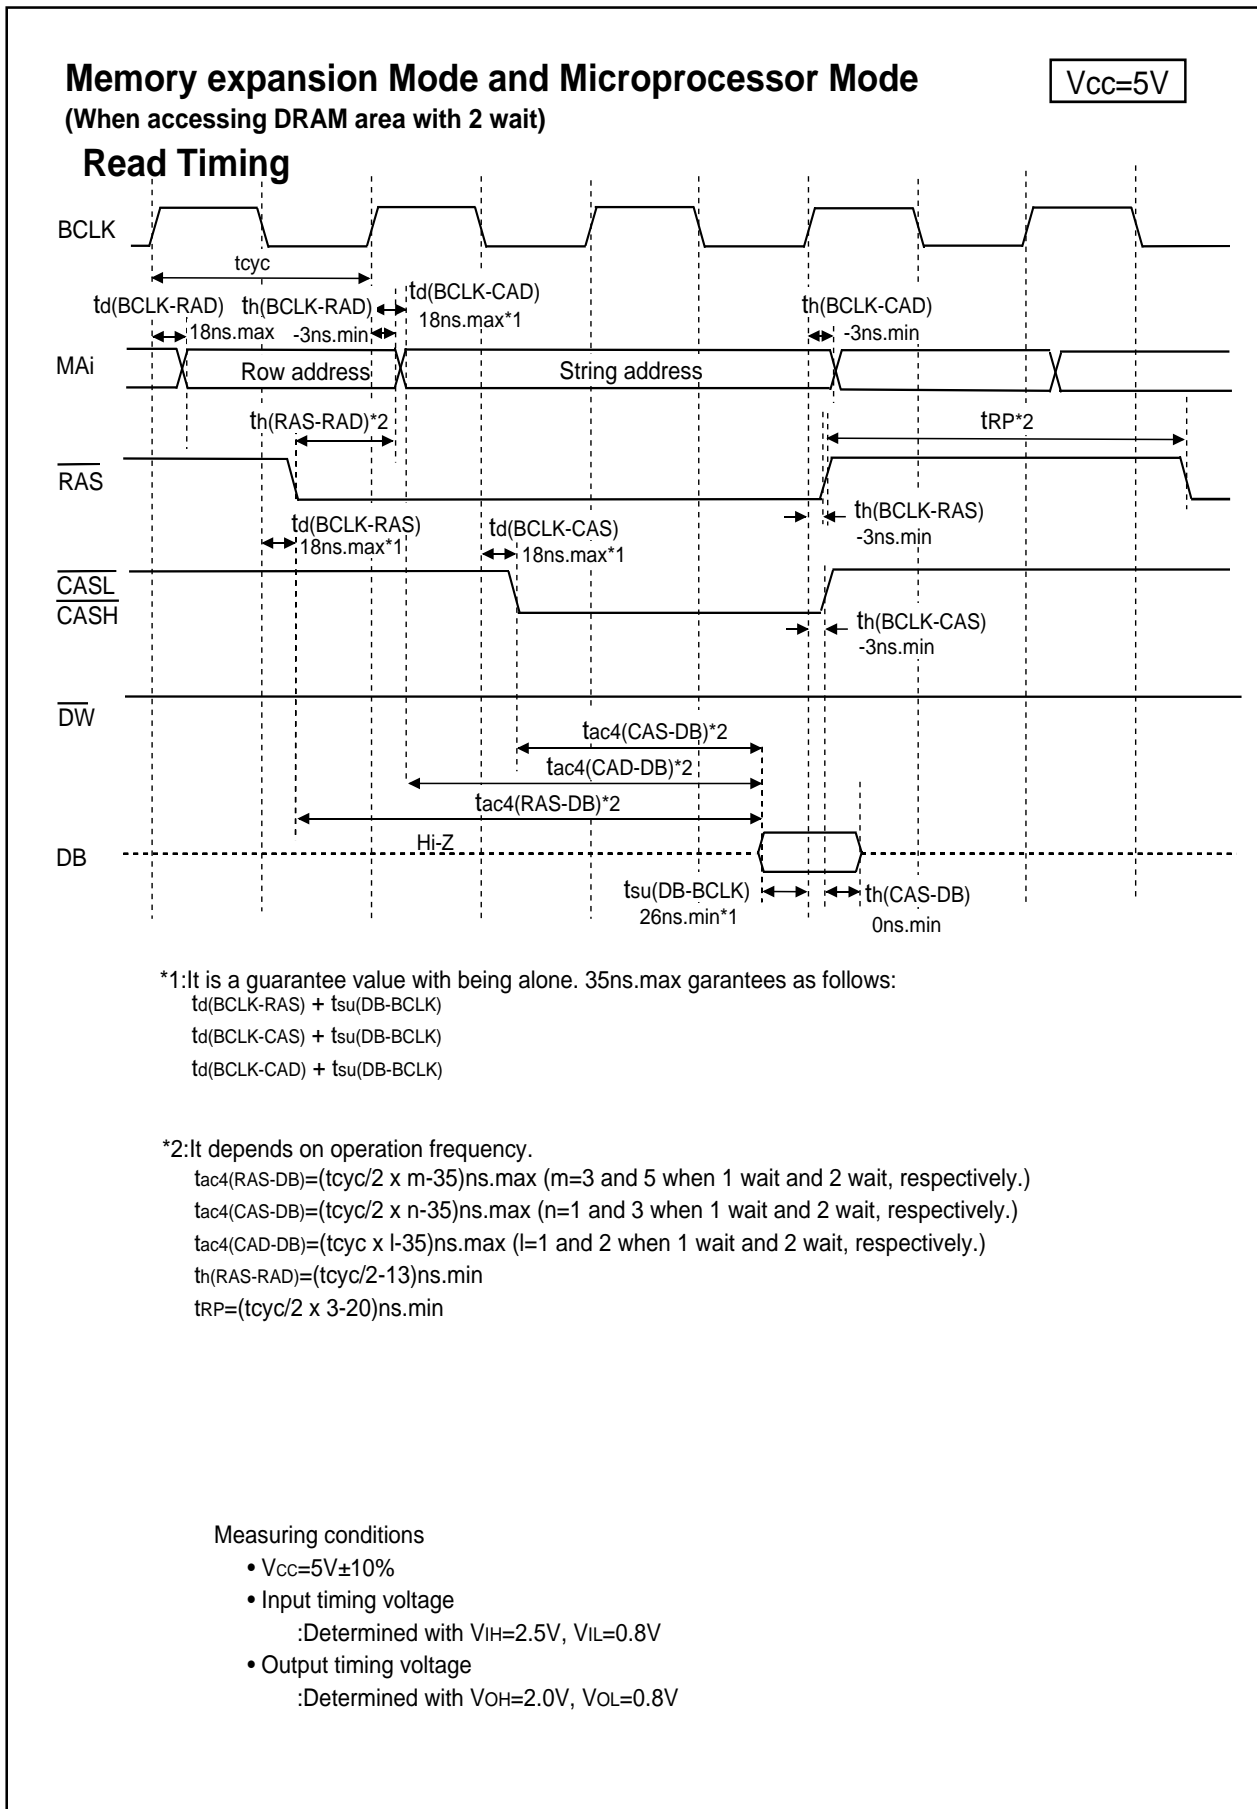 Memory expansion Mode and Microprocessor Mode
Vcc=5V
(When accessing DRAM area with 2 wait)
Read Timing
BCLK
tcyc
td(BCLK-RAD)
18ns.max
th(BCLK-RAD)
-3ns.min
td(BCLK-CAD)
18ns.max*1
th(BCLK-CAD)
-3ns.min
MAi
Row address
String address
th(RAS-RAD)*2
tRP*2
RAS
td(BCLK-RAS)
18ns.max*1
td(BCLK-CAS)
18ns.max*1
th(BCLK-RAS)
-3ns.min
CASL
CASH
th(BCLK-CAS)
-3ns.min
DW
tac4(CAS-DB)*2
tac4(CAD-DB)*2
tac4(RAS-DB)*2
Hi-Z
DB
tsu(DB-BCLK)
26ns.min*1
th(CAS-DB)
0ns.min
*1:It is a guarantee value with being alone. 35ns.max garantees as follows:
td(BCLK-RAS) + tsu(DB-BCLK)
td(BCLK-CAS) + tsu(DB-BCLK)
td(BCLK-CAD) + tsu(DB-BCLK)
*2:It depends on operation frequency.
tac4(RAS-DB)=(tcyc/2 x m-35)ns.max (m=3 and 5 when 1 wait and 2 wait, respectively.)
tac4(CAS-DB)=(tcyc/2 x n-35)ns.max (n=1 and 3 when 1 wait and 2 wait, respectively.)
tac4(CAD-DB)=(tcyc x l-35)ns.max (l=1 and 2 when 1 wait and 2 wait, respectively.)
th(RAS-RAD)=(tcyc/2-13)ns.min
tRP=(tcyc/2 x 3-20)ns.min
Measuring conditions
• VCC=5V±10%
• Input timing voltage
:Determined with VIH=2.5V, VIL=0.8V
• Output timing voltage
:Determined with VOH=2.0V, VOL=0.8V